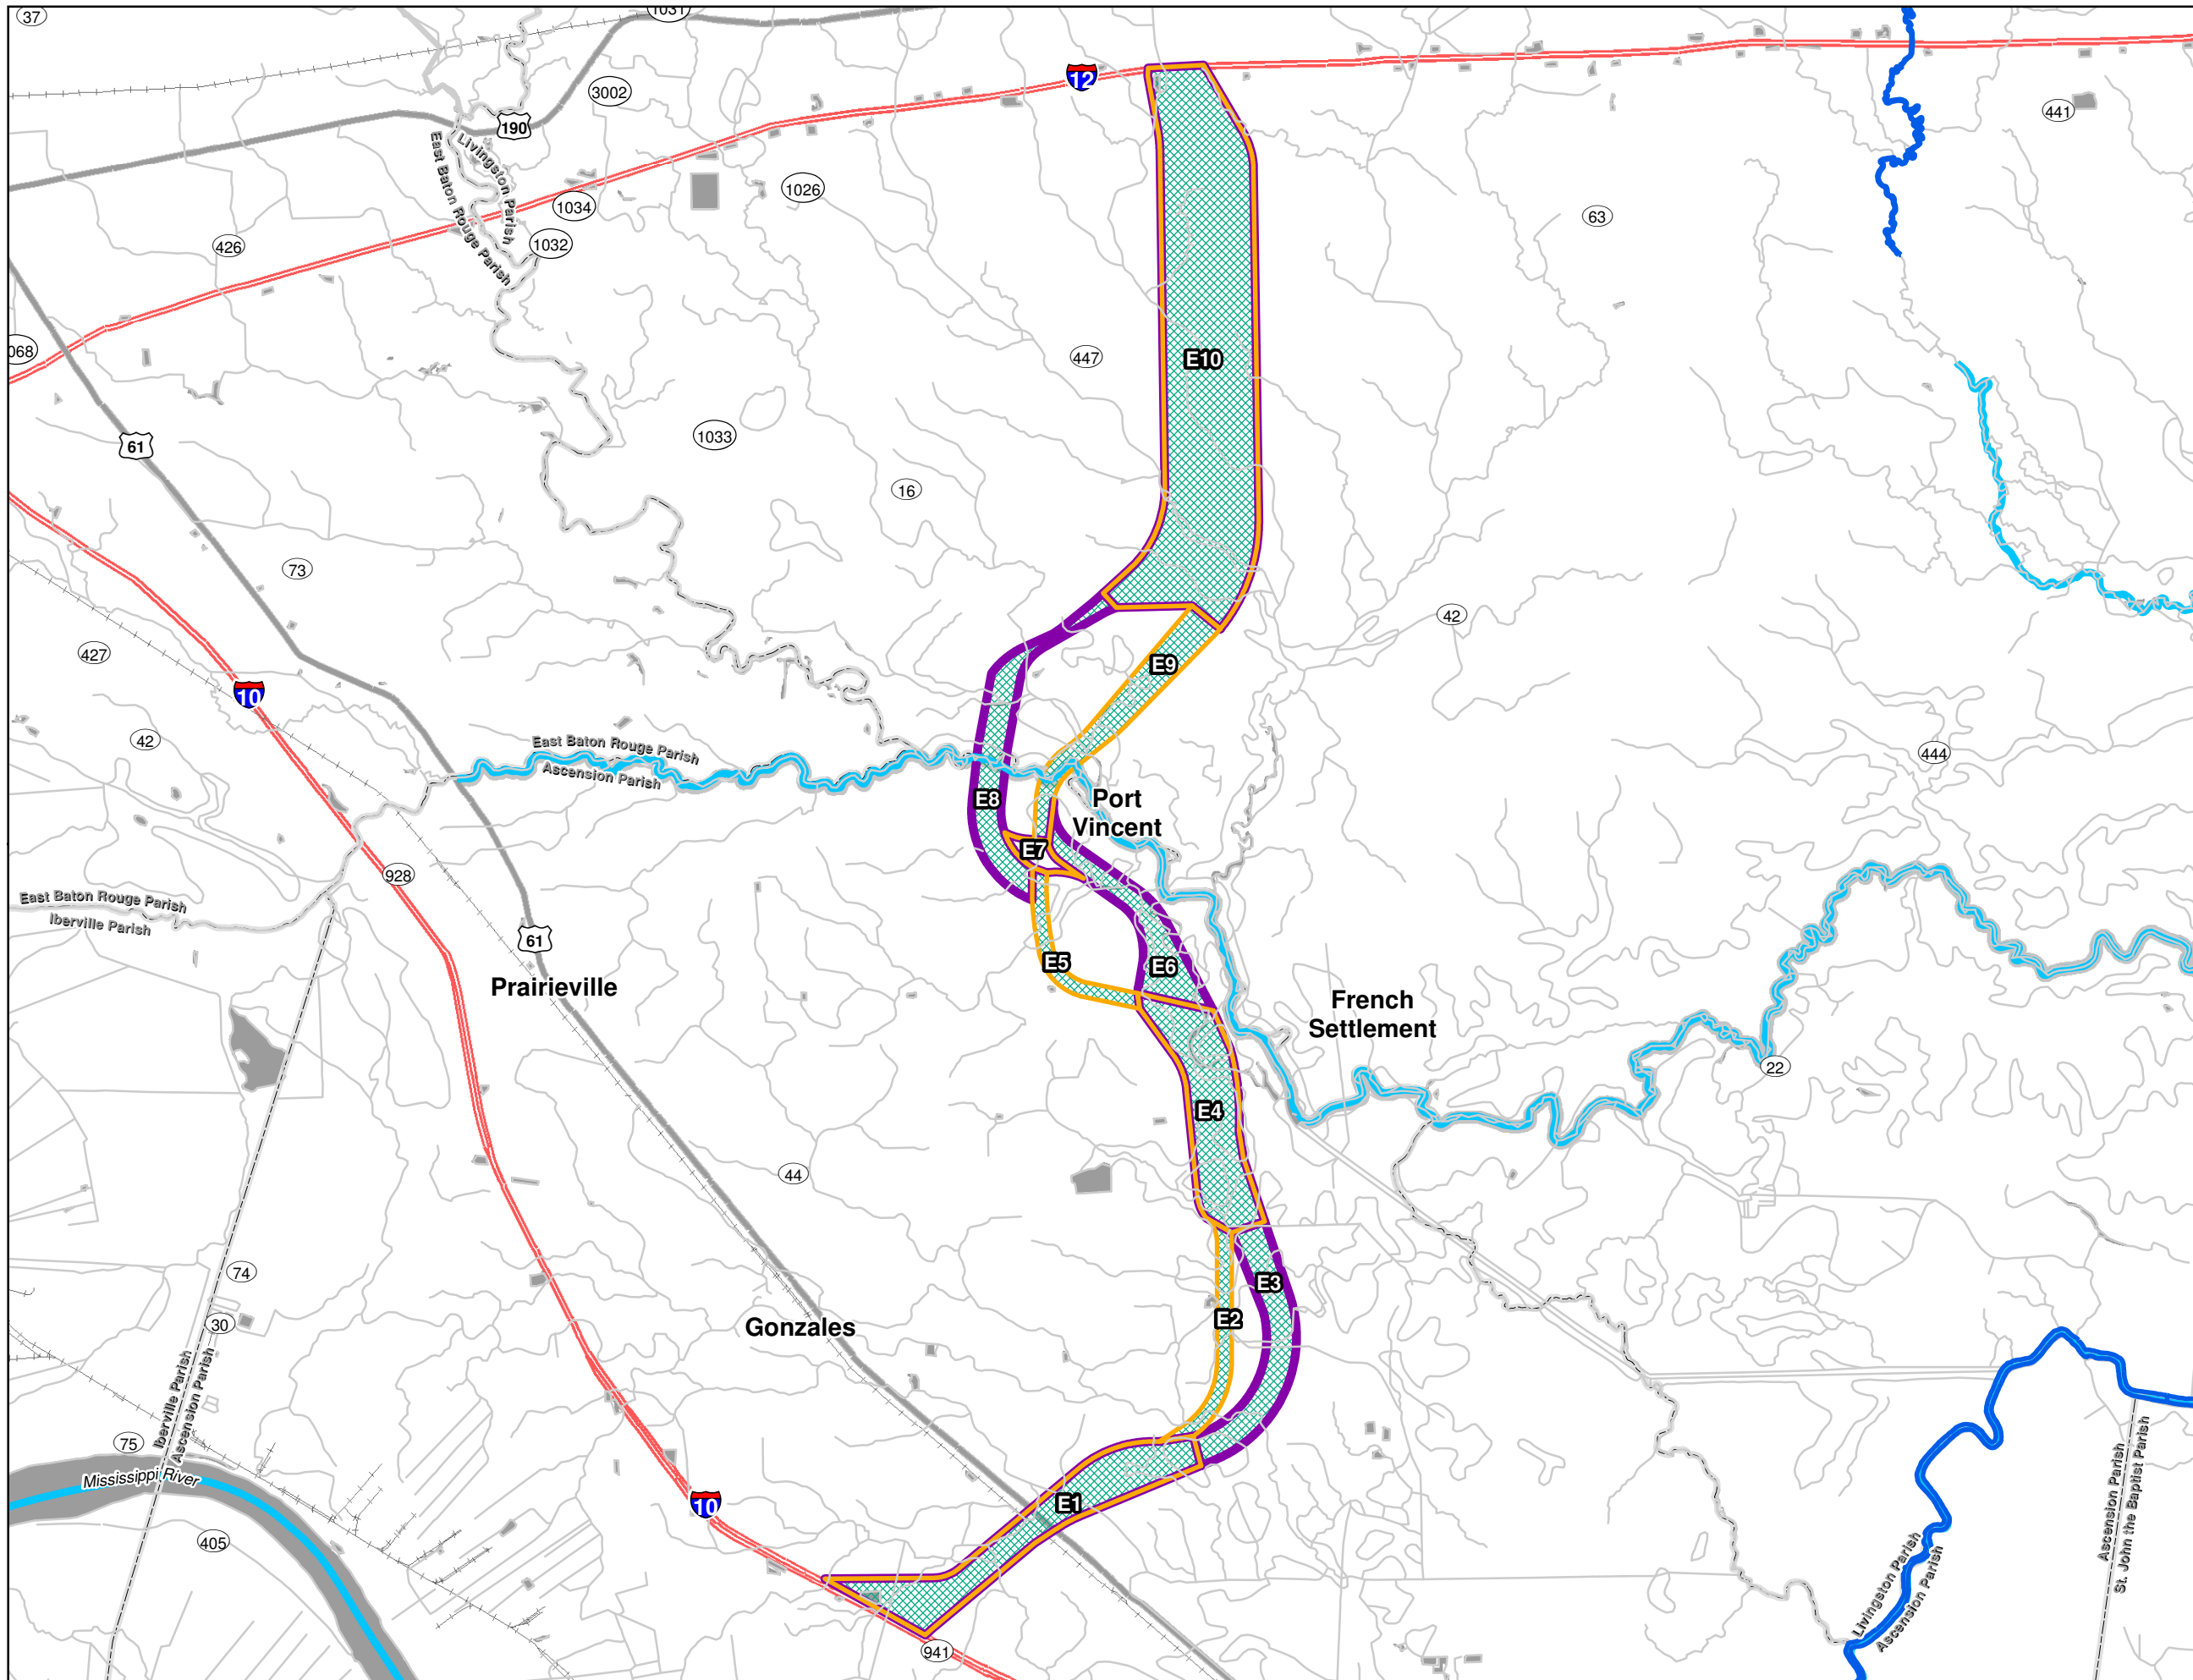 37
1031
12
3002
190
441
Livingston Parish
East Baton Rouge Parish
1026
1034
63
426
1032
068
447
E10
61
1033
16
73
42
427
E9
10
42
East Baton Rouge Parish
Ascension Parish
444
E8
Port
Vincent
E7
928
East Baton Rouge Parish
Iberville Parish
61
E5
E6
Prairieville
French
Settlement
22
E4
44
74
E3
30
E2
Gonzales
Iberville Parish
Ascension Parish
75
Mississippi River
10
E1
405
Ascension Parish
St. John the Baptist Parish
Livingston Parish
Ascension Parish
941